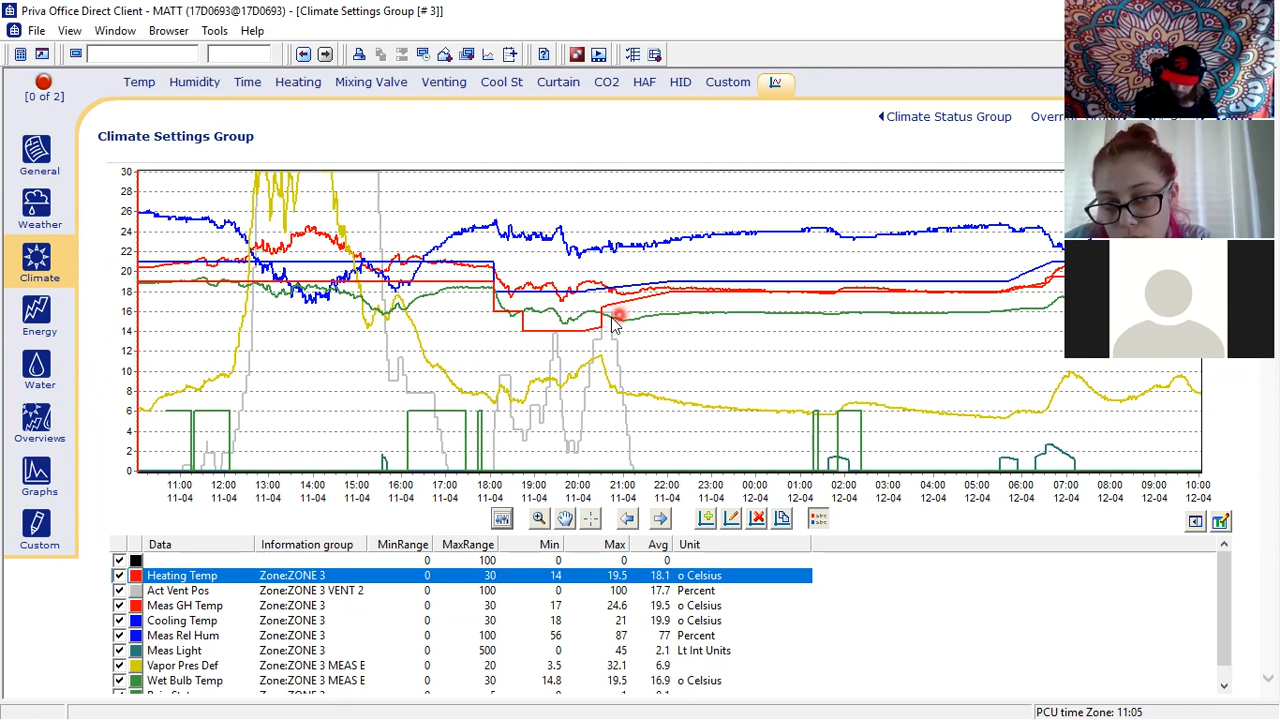 Priva Office Direct Client - MATT (17D0693@17D0693) - [Climate Settings Group [# 3]]
File View Window Browser Tools Help
[0 of 2]
Temp Humidity Time Heating Mixing Valve Venting Cool St Curtain CO2 HAF HID Custom
Climate Status Group
Climate Settings Group
General
Weather
Climate
Energy
Water
Overviews
Graphs
Custom
30
28
26
24
22
20
18
16
14
12
10
8
6
4
2
0
11:00 12:00 13:00 14:00 15:00 16:00 17:00 18:00 19:00 20:00 21:00 22:00 23:00 00:00 01:00 02:00 03:00 04:00 05:00 06:00 07:00 08:00 09:00 10:00
11-04 11-04 11-04 11-04 11-04 11-04 11-04 11-04 11-04 11-04 11-04 11-04 11-04 12-04 12-04 12-04 12-04 12-04 12-04 12-04 12-04 12-04 12-04 12-04
Data Information group MinRange MaxRange Min Max Avg Unit
0 100 0 0 0
Heating Temp Zone:ZONE 3 0 30 14 19.5 18.1 o Celsius
Act Vent Pos Zone:ZONE 3 VENT 2 0 100 0 100 17.7 Percent
Meas GH Temp Zone:ZONE 3 0 30 17 24.6 19.5 o Celsius
Cooling Temp Zone:ZONE 3 0 30 18 21 19.9 o Celsius
Meas Rel Hum Zone:ZONE 3 0 100 56 87 77 Percent
Meas Light Zone:ZONE 3 0 500 0 45 2.1 Lt Int Units
Vapor Pres Def Zone:ZONE 3 MEAS E 0 20 3.5 32.1 6.9
Wet Bulb Temp Zone:ZONE 3 MEAS E 0 30 14.8 19.5 16.9 o Celsius
PCU time Zone: 11:05